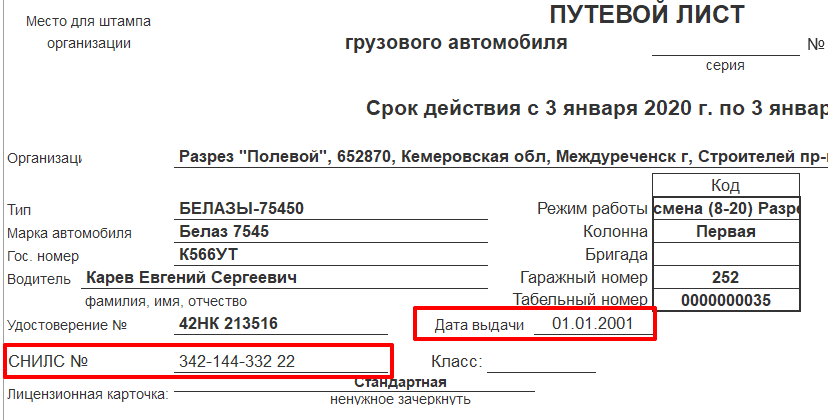 Место для штампа
организации
ПУТЕВОЙ ЛИСТ
грузового автомобиля №
серия
Срок действия с 3 января 2020 г. по 3 январ
Организаци Разрез "Полевой", 652870, Кемеровская обл, Междуреченск г, Строителей пр-
Код
Тип БЕЛАЗЫ-75450 Режим работы смена (8-20) Разре
Марка автомобиля Белаз 7545 Колонна Первая
Гос. номер К566УТ Бригада
Водитель Карев Евгений Сергеевич Гаражный номер 252
фамилия, имя, отчество Табельный номер 0000000035
Удостоверение № 42НК 213516 Дата выдачи 01.01.2001
СНИЛС № 342-144-332 22 Класс:
Лицензионная карточка: Стандартная
ненужное зачеркнуть